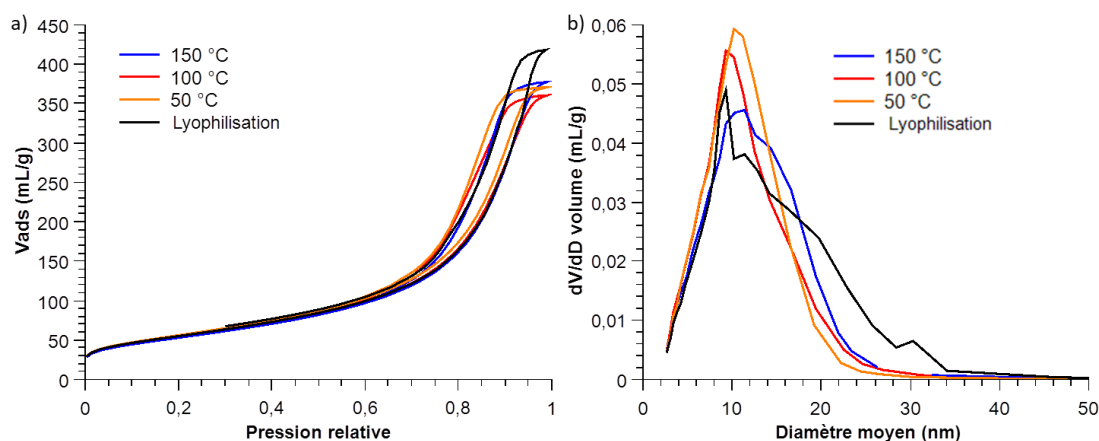 a)
Vads (mL/g)
450
400
350
300
250
200
150
100
50
0
150 °C
100 °C
50 °C
Lyophilisation
0
0,2
0,4
0,6
0,8
1
Pression relative
b)
dV/dD volume (mL/g)
0,06
0,05
0,04
0,03
0,02
0,01
0,00
150 °C
100 °C
50 °C
Lyophilisation
0
10
20
30
40
50
Diamètre moyen (nm)